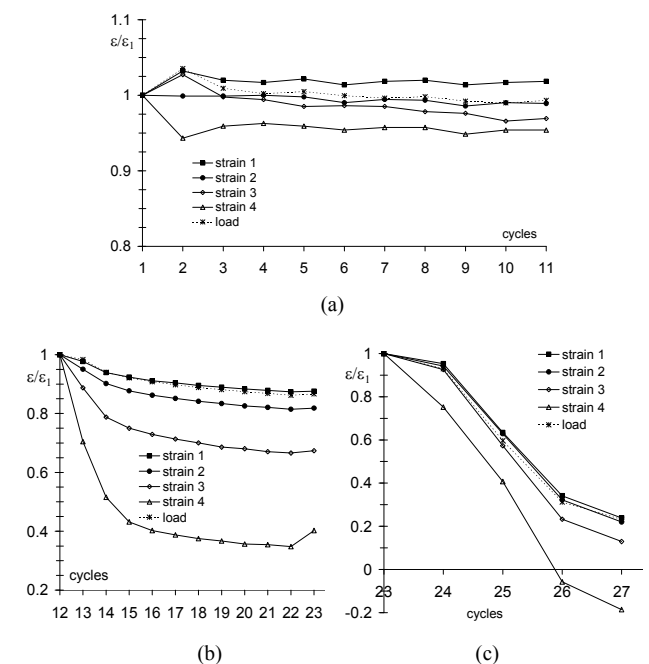 1.1
ε/ε1
1
0.9
0.8
strain 1
strain 2
strain 3
strain 4
load
cycles
1 2 3 4 5 6 7 8 9 10 11
(a)
1
ε/ε1
0.8
0.6
0.4
0.2
strain 1
strain 2
strain 3
strain 4
load
cycles
12 13 14 15 16 17 18 19 20 21 22 23
(b)
1
ε/ε1
0.8
0.6
0.4
0.2
0
-0.2
strain 1
strain 2
strain 3
strain 4
load
23 24 25 26 27
cycles
(c)